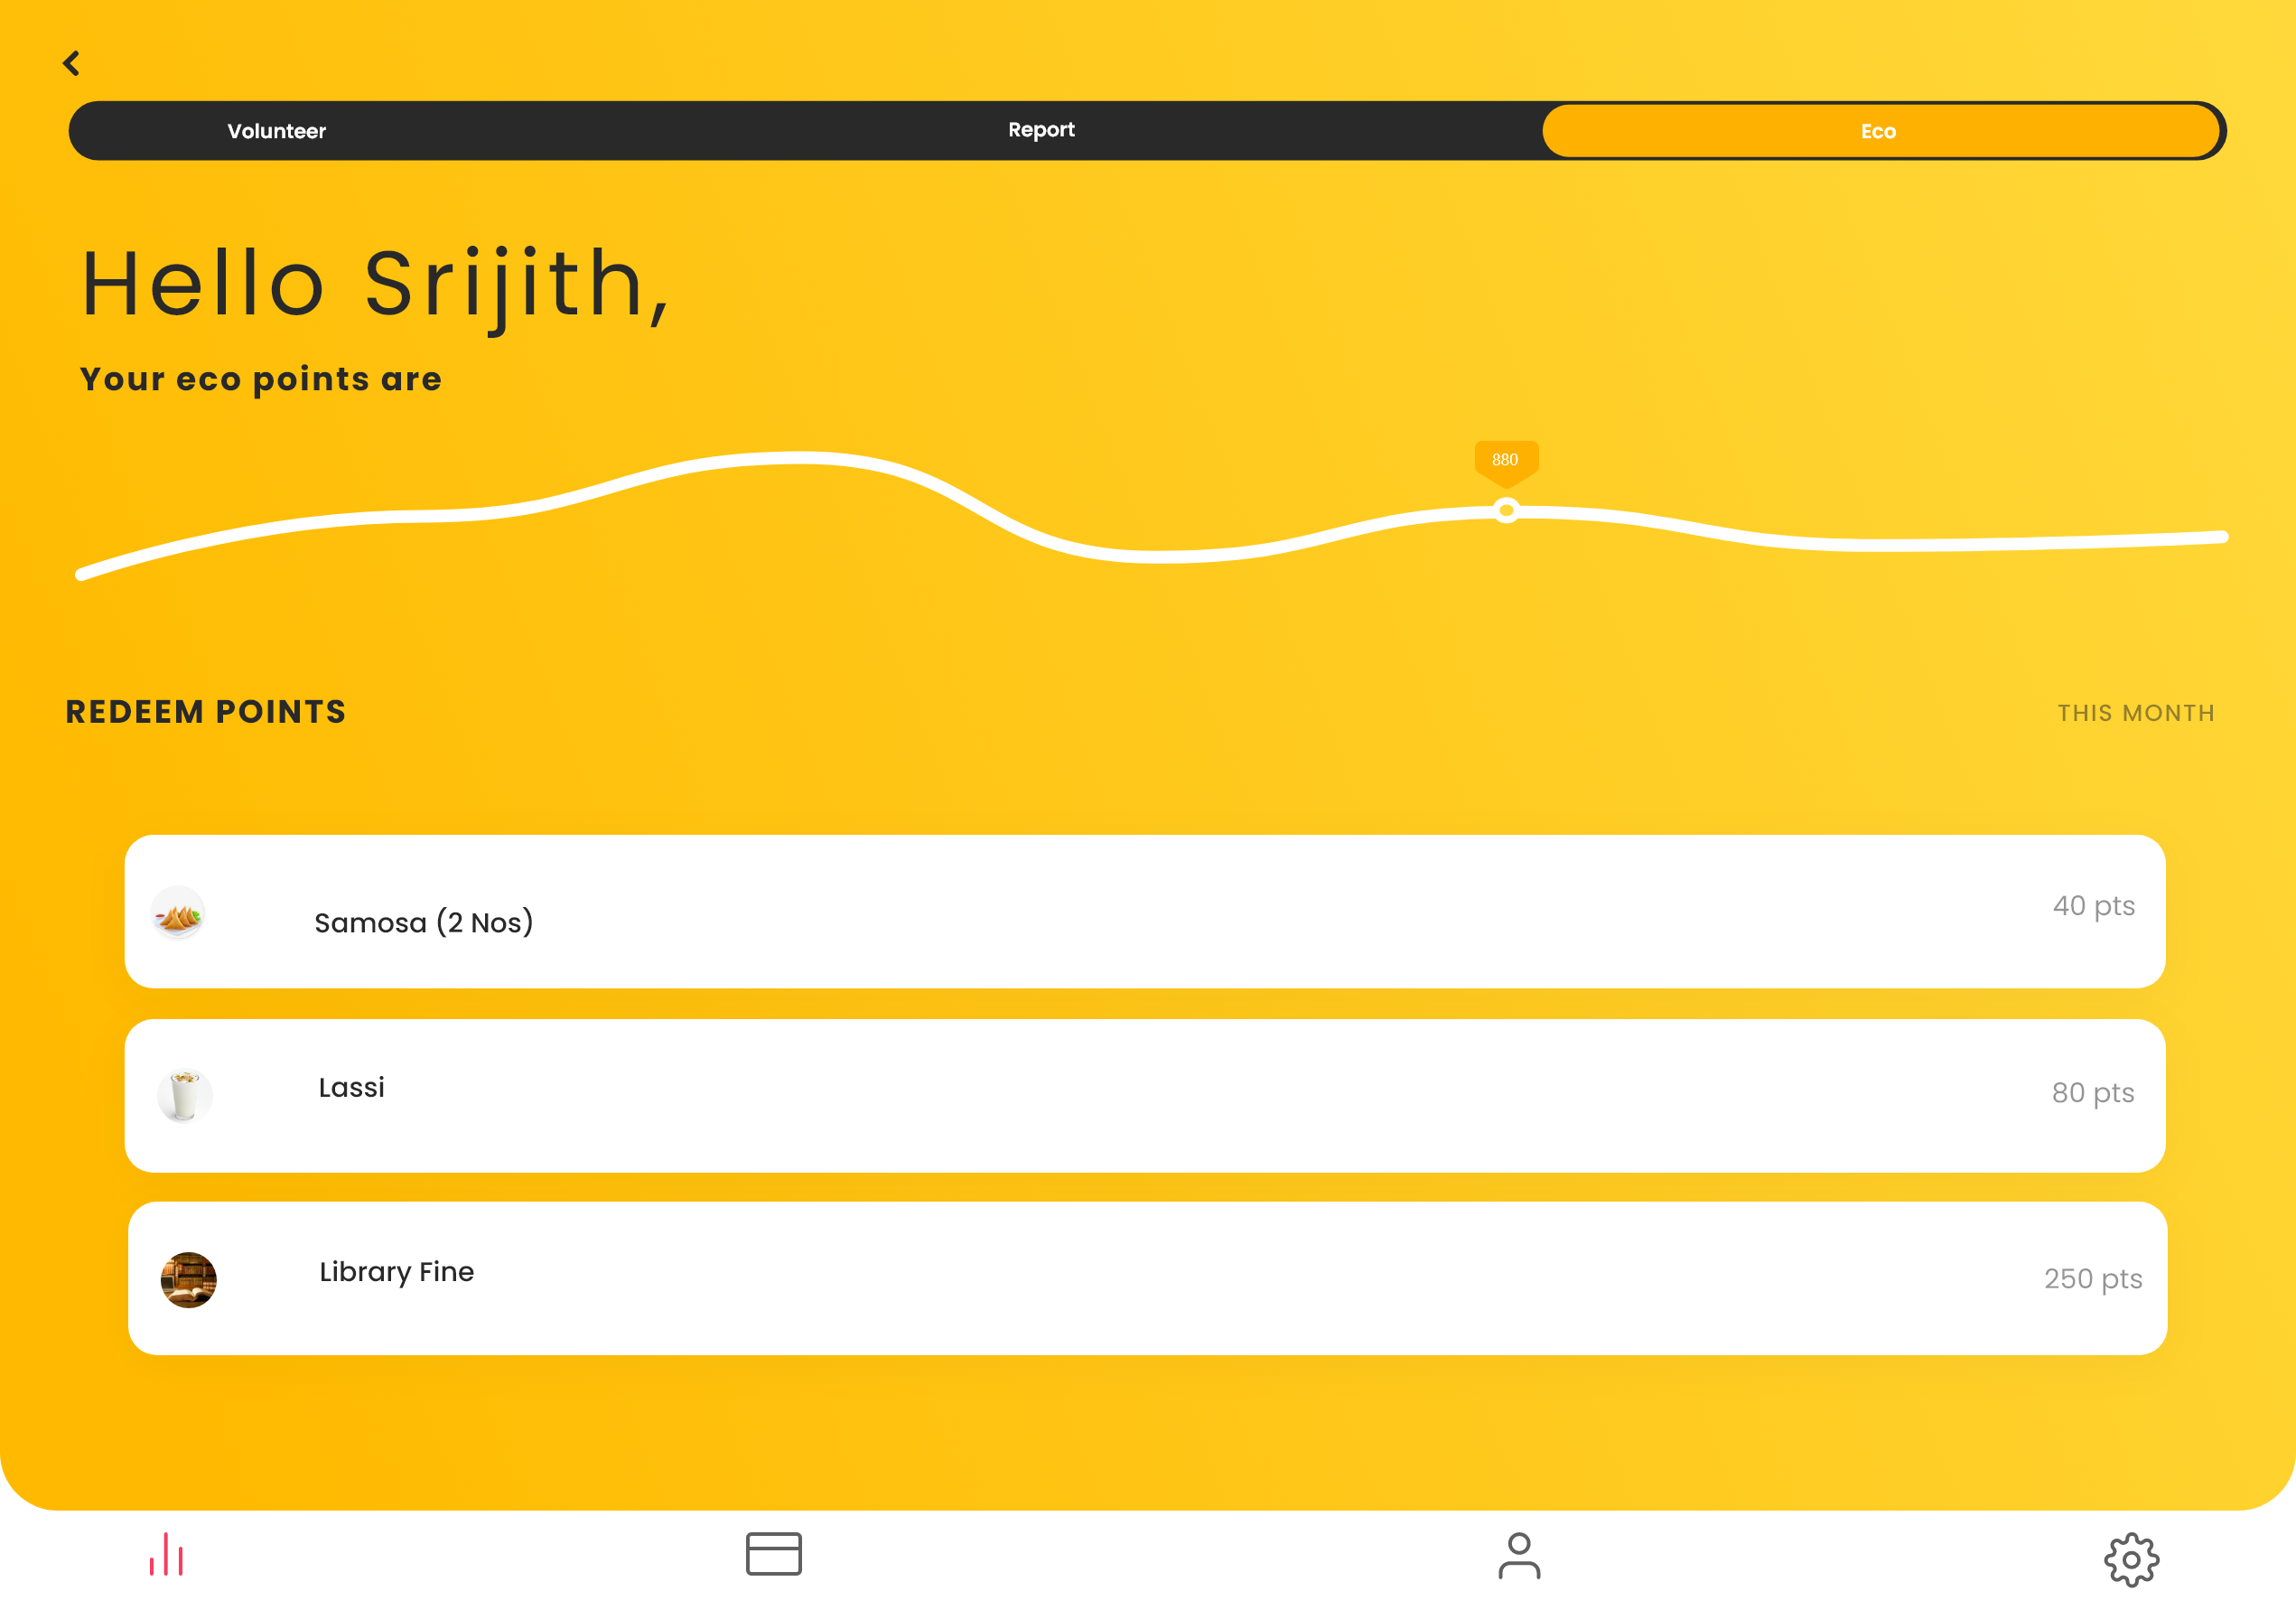 Volunteer Report Eco
Hello Srijith,
Your eco points are
880
REDEEM POINTS THIS MONTH
Samosa (2 Nos) 40 pts
Lassi 80 pts
Library Fine 250 pts